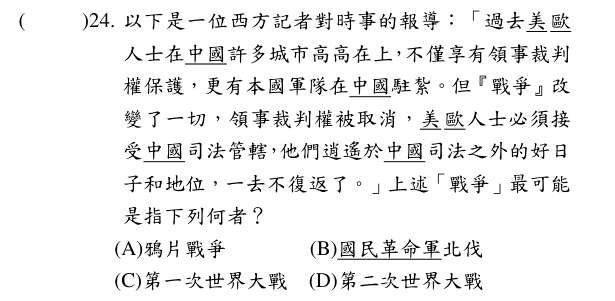 (　　)24. 以下是一位西方記者對時事的報導：「過去美歐
人士在中國許多城市高高在上，不僅享有領事裁判
權保護，更有本國軍隊在中國駐紮。但『戰爭』改
變了一切，領事裁判權被取消，美歐人士必須接
受中國司法管轄，他們逍遙於中國司法之外的好日
子和地位，一去不復返了。」上述「戰爭」最可能
是指下列何者？
(A)鴉片戰爭　　(B)國民革命軍北伐
(C)第一次世界大戰　(D)第二次世界大戰